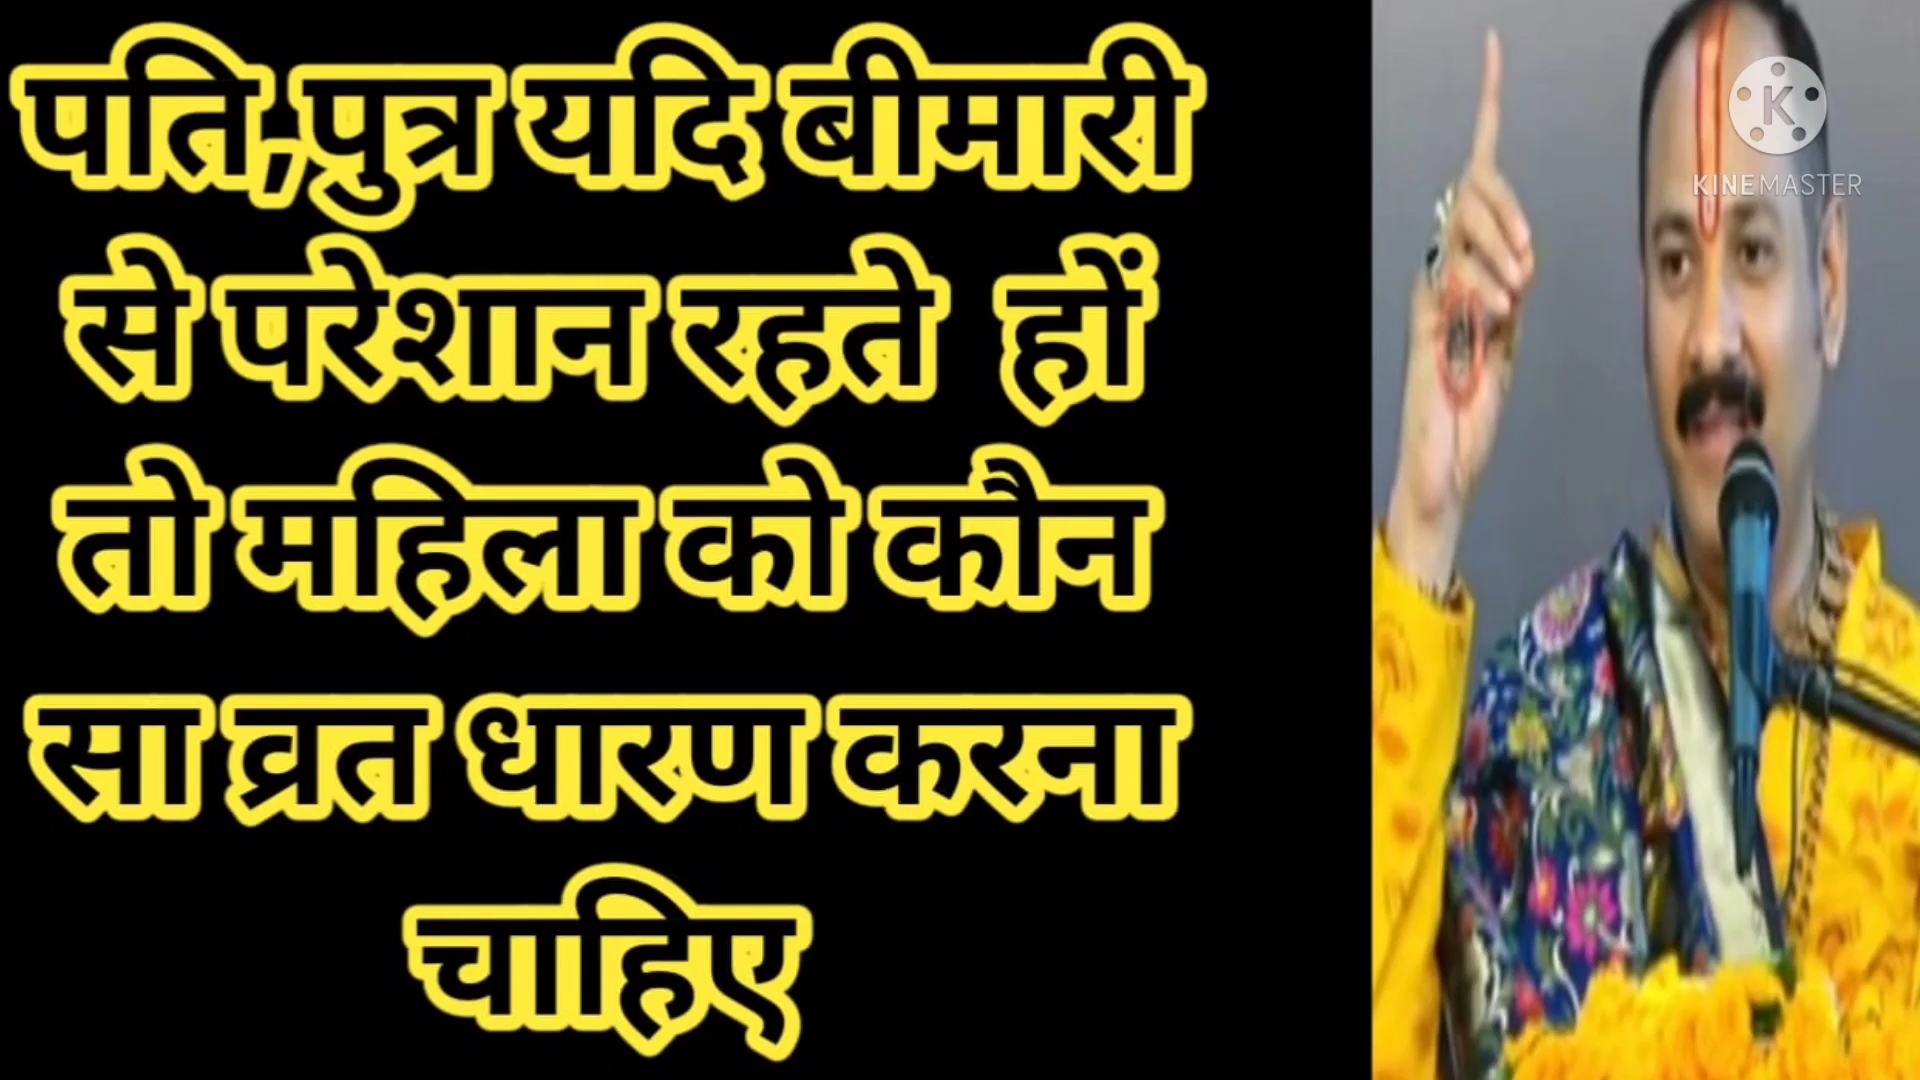 पति,पुत्र यदि बीमारी
से परेशान रहते हों
तो महिला को कौन
सा व्रत धारण करना
चाहिए
K
KINEMASTER